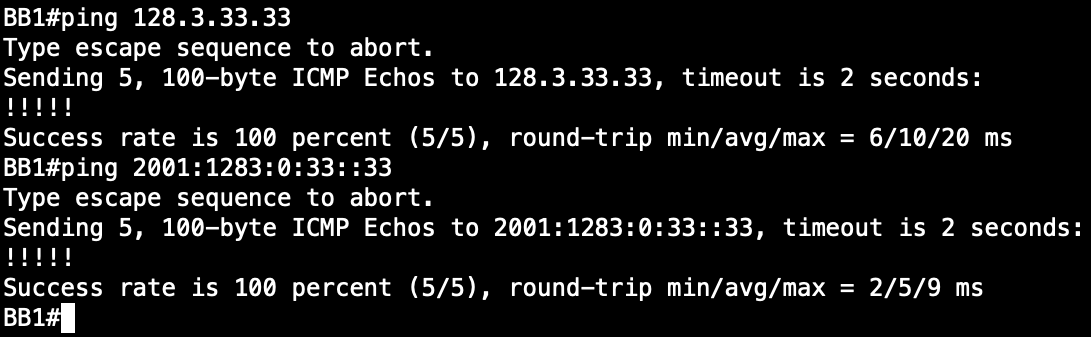 BB1#ping 128.3.33.33
Type escape sequence to abort.
Sending 5, 100-byte ICMP Echos to 128.3.33.33, timeout is 2 seconds:
!!!!!
Success rate is 100 percent (5/5), round-trip min/avg/max = 6/10/20 ms
BB1#ping 2001:1283:0:33::33
Type escape sequence to abort.
Sending 5, 100-byte ICMP Echos to 2001:1283:0:33::33, timeout is 2 seconds:
!!!!!
Success rate is 100 percent (5/5), round-trip min/avg/max = 2/5/9 ms
BB1#